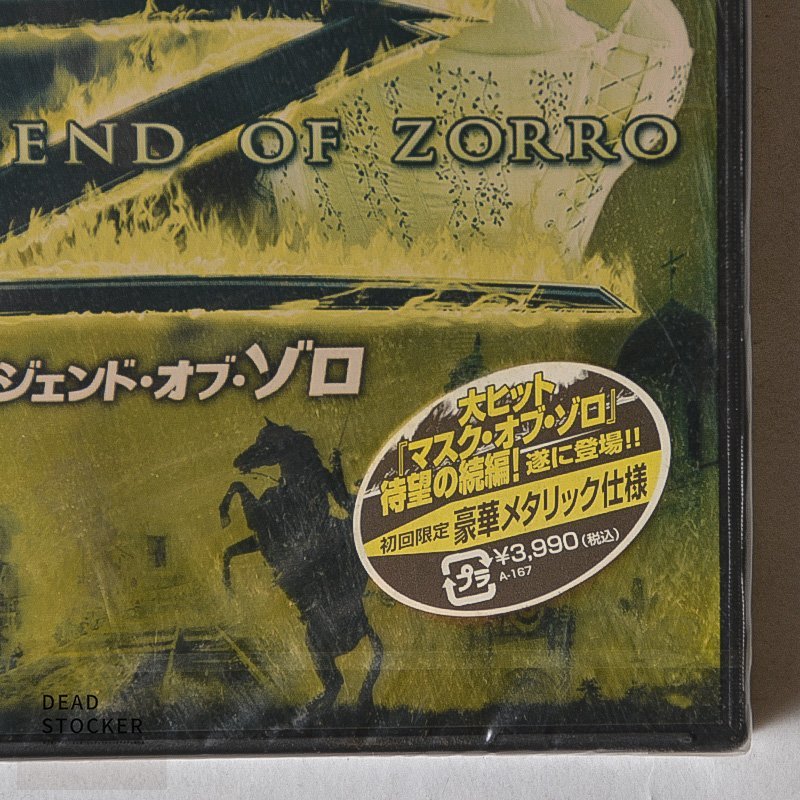 END OF ZORRO
ジェンド・オブ・ゾロ
大ヒット
『マスク・オブ・ゾロ』
待望の続編! 遂に登場!!
初回限定 豪華メタリック仕様
プラ ¥3,990(税込)
A-167
DEAD
STOCKER